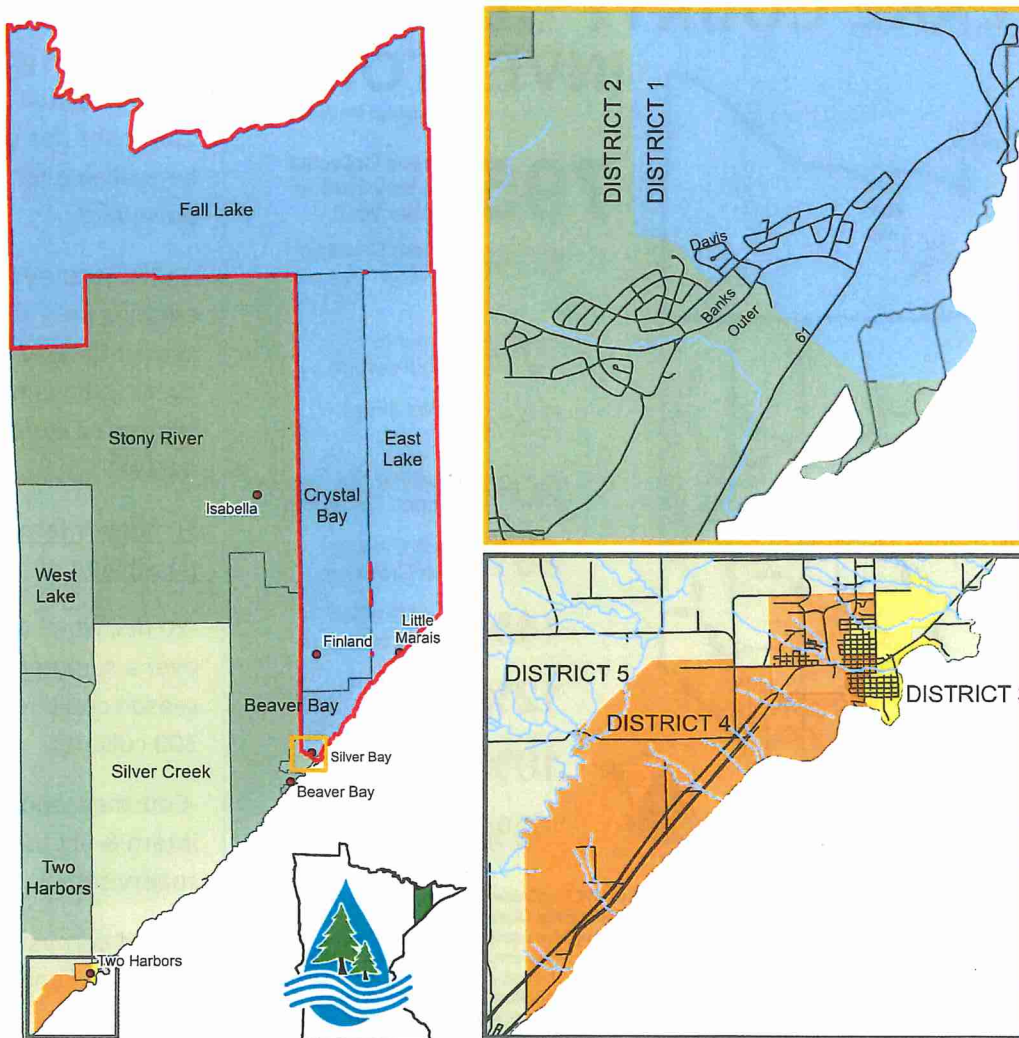 Fall Lake
Stony River
Isabella
Crystal
Bay
East
Lake
West
Lake
Finland
Little
Marais
Beaver Bay
Silver Bay
Beaver Bay
Silver Creek
Two
Harbors
Two Harbors
DISTRICT 2
DISTRICT 1
Davis
Banks
Outer
61
DISTRICT 5
DISTRICT 4
DISTRICT